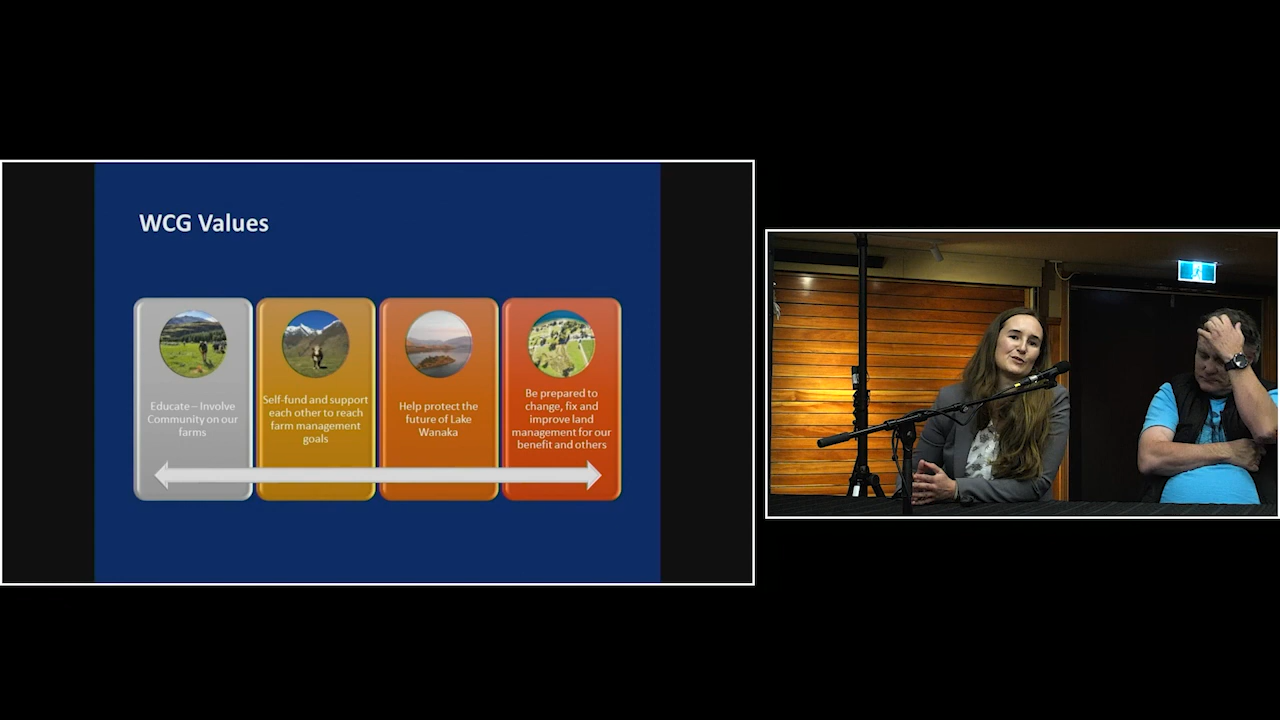 WCG Values
Educate – Involve
Community on our
farms
Self-fund and support
each other to reach
farm management
goals
Help protect the
future of Lake
Wanaka
Be prepared to
change, fix and
improve land
management for our
benefit and others